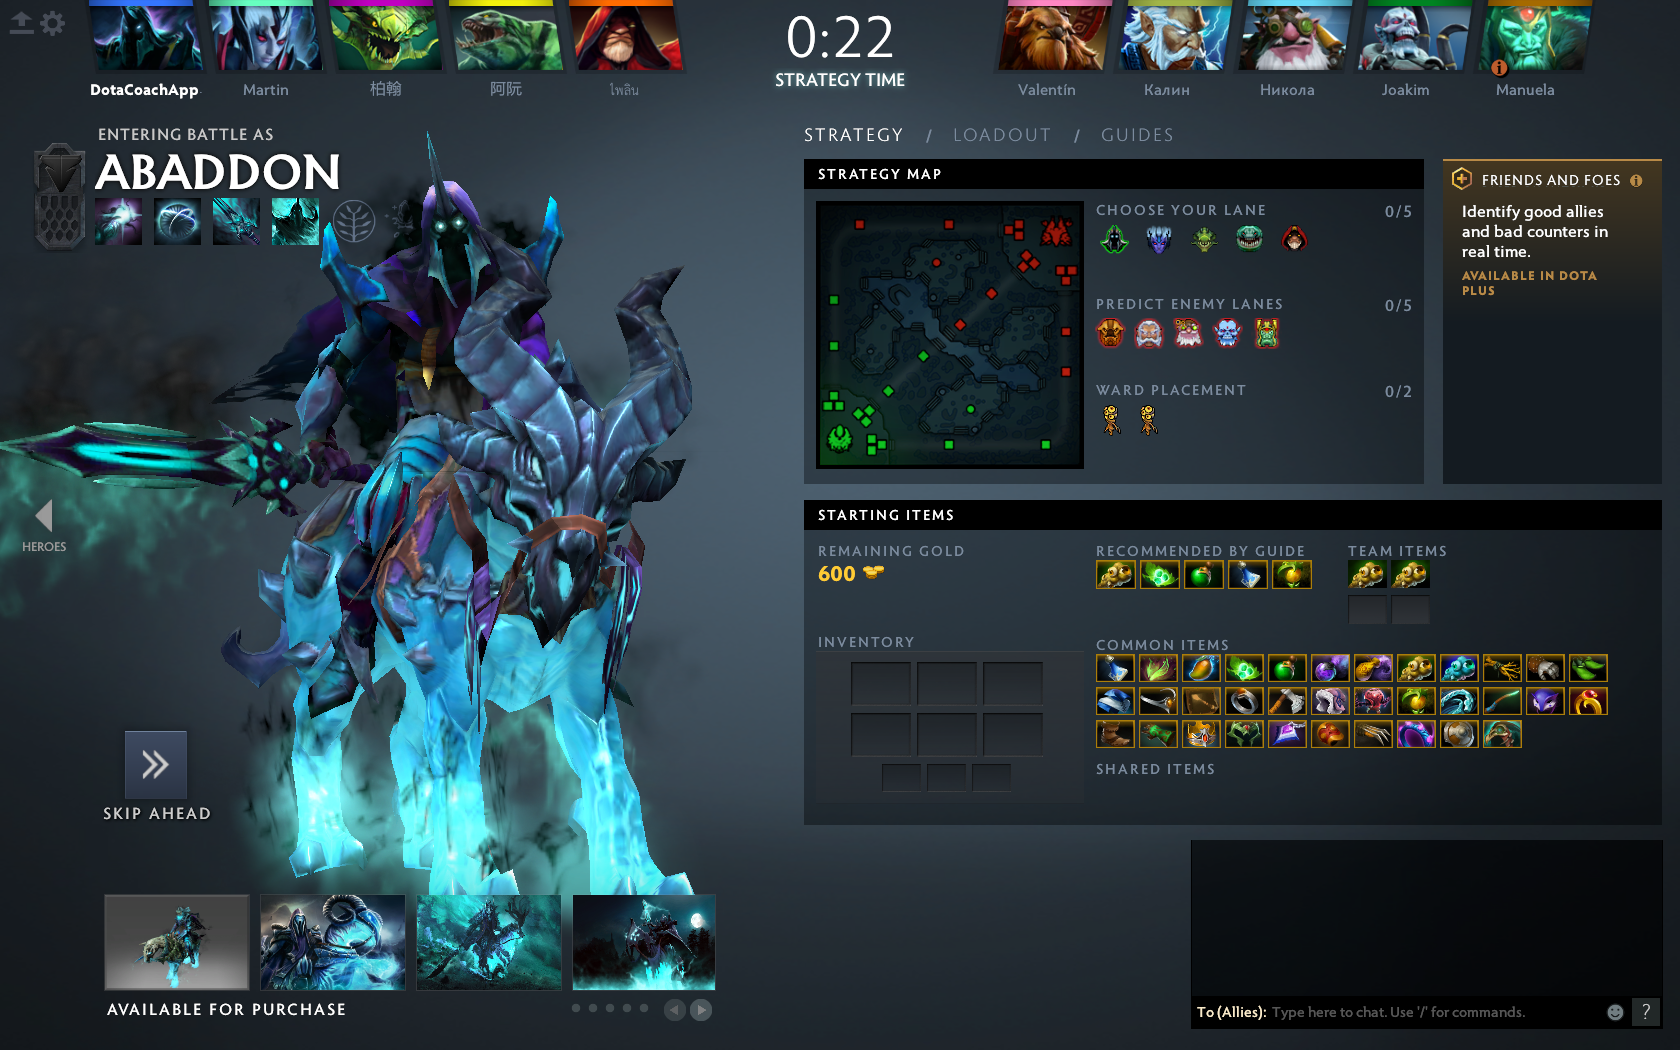 0:22
STRATEGY TIME
DotaCoachApp
Martin
柏翰
阿阮
ไพลิน
Valentín
Калин
Никола
Joakim
Manuela
ENTERING BATTLE AS
ABADDON
HEROES
SKIP AHEAD
AVAILABLE FOR PURCHASE
STRATEGY / LOADOUT / GUIDES
STRATEGY MAP
CHOOSE YOUR LANE 0/5
PREDICT ENEMY LANES 0/5
WARD PLACEMENT 0/2
FRIENDS AND FOES
Identify good allies
and bad counters in
real time.
AVAILABLE IN DOTA
PLUS
STARTING ITEMS
REMAINING GOLD
600
RECOMMENDED BY GUIDE
TEAM ITEMS
INVENTORY
COMMON ITEMS
SHARED ITEMS
To (Allies): Type here to chat. Use '/' for commands.
?